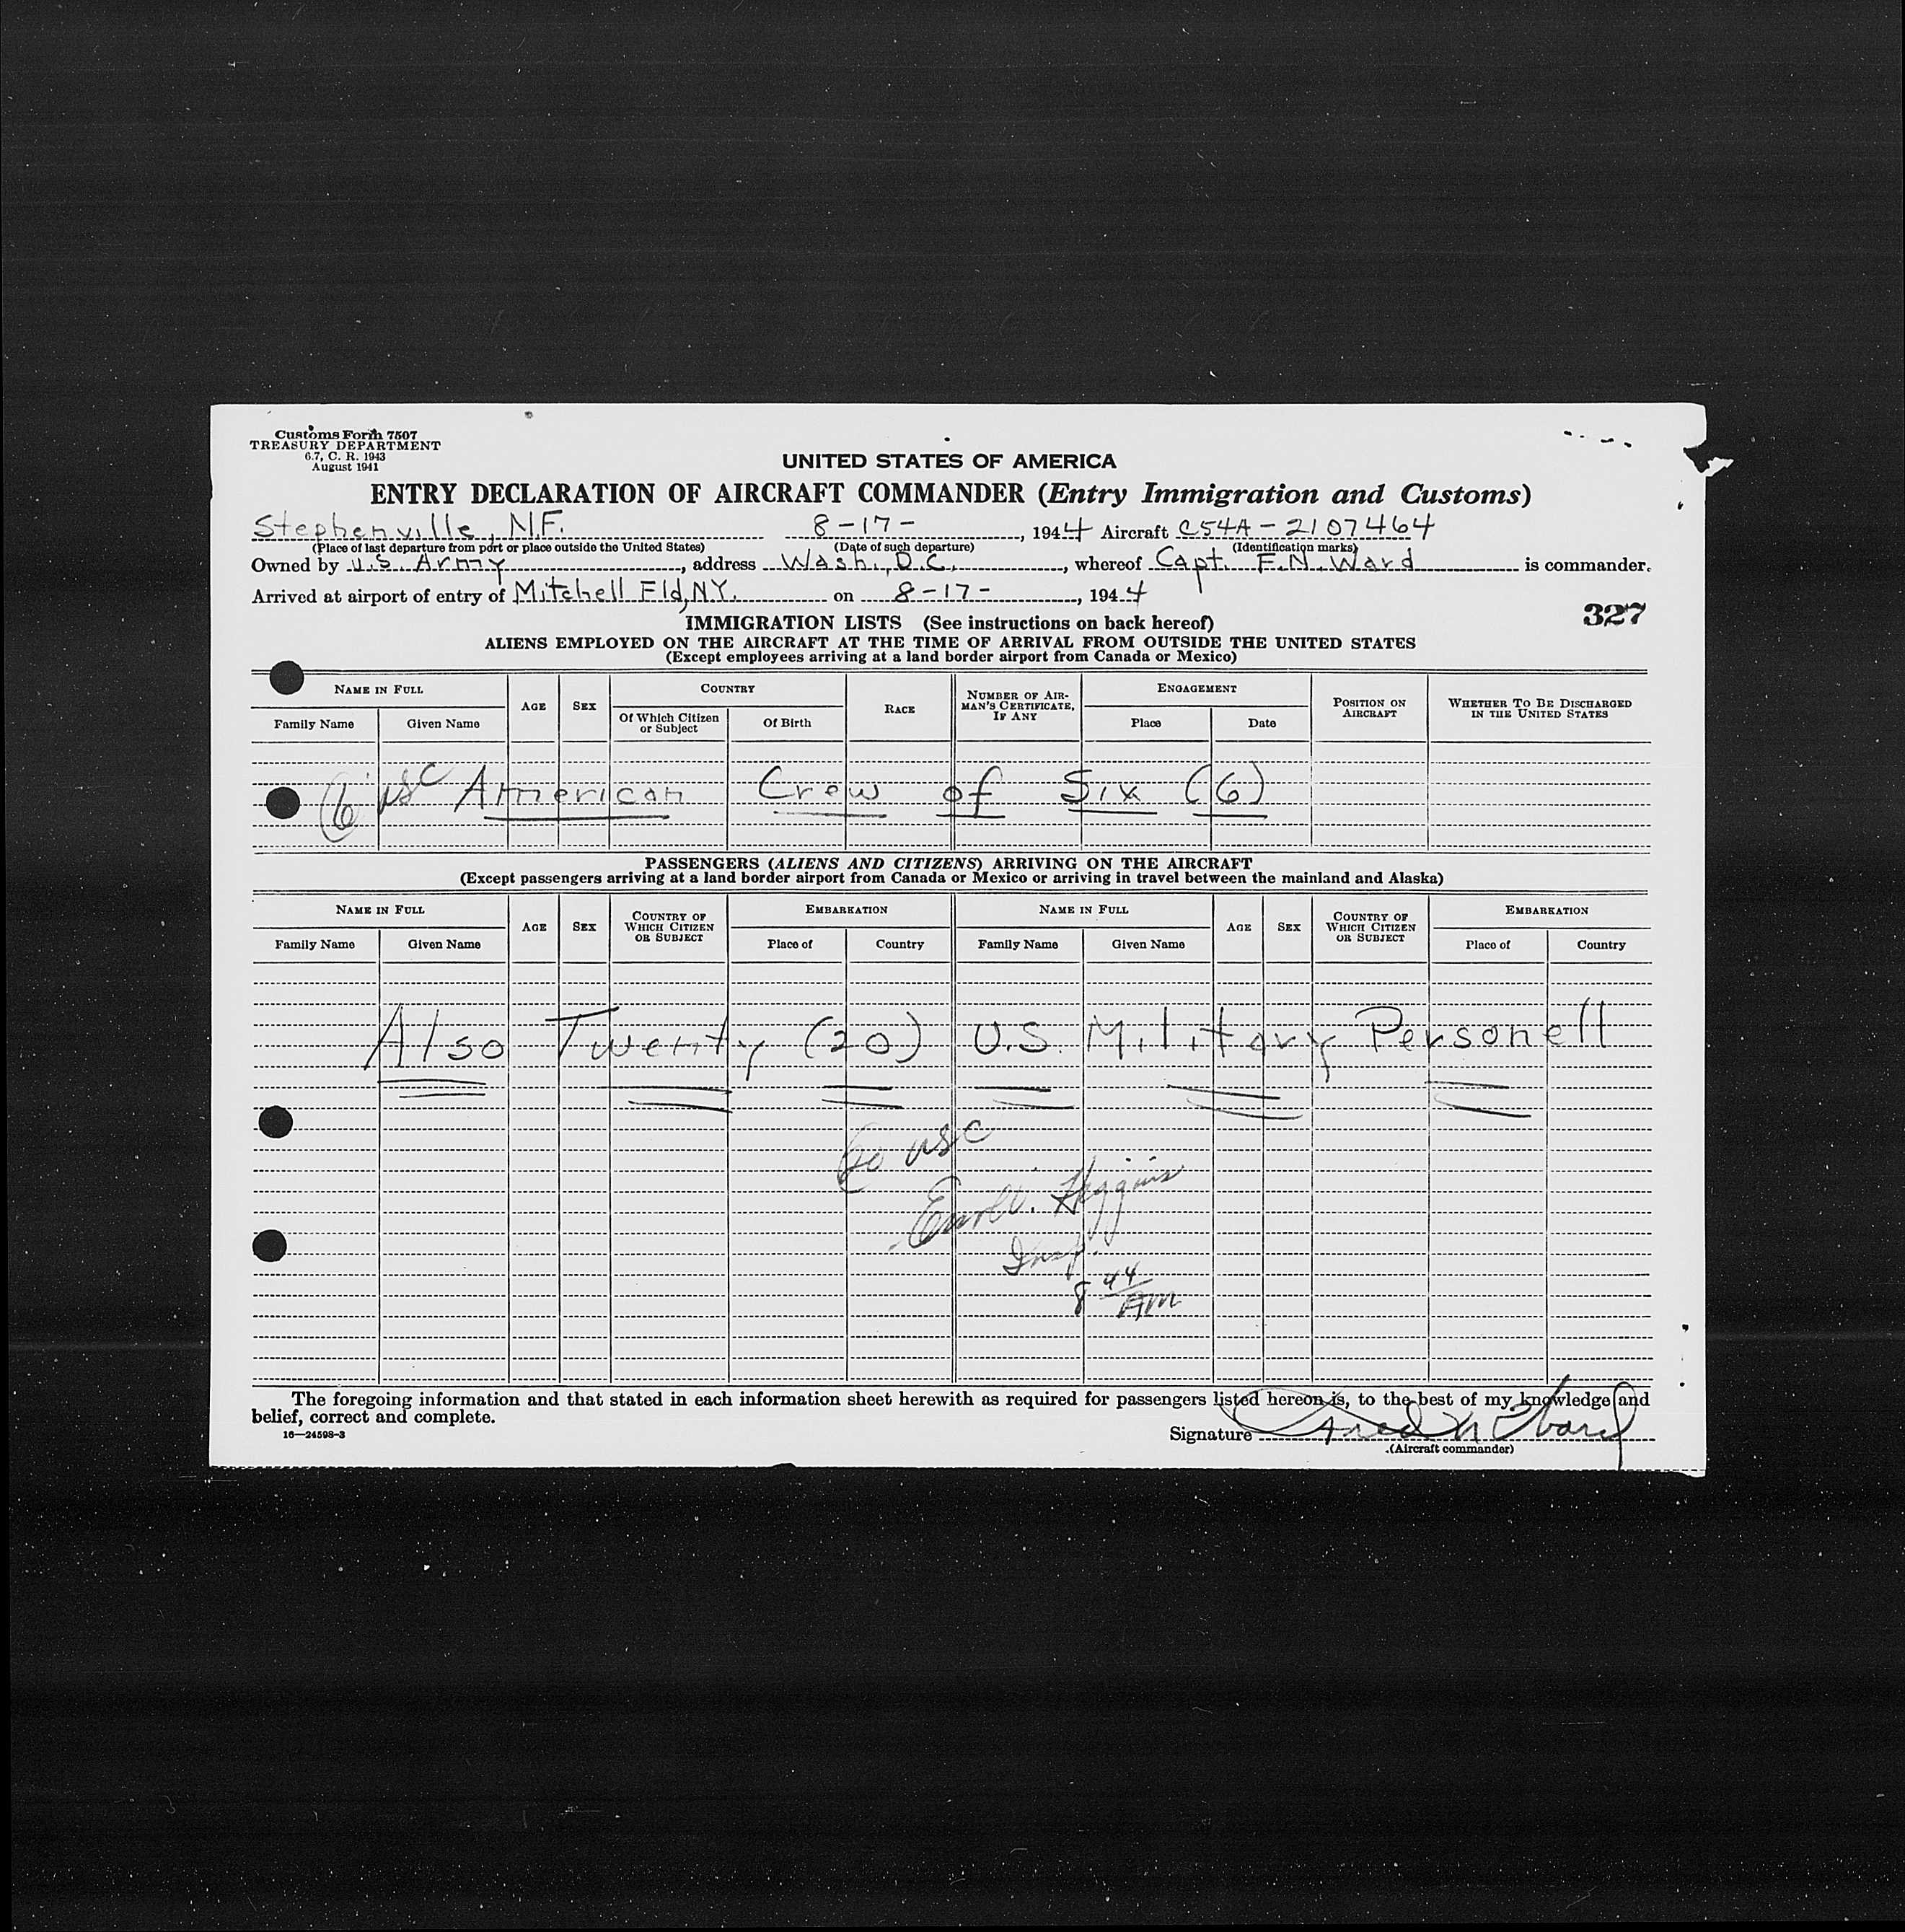 Customs Form 7507
TREASURY DEPARTMENT
6.7, C. R. 1943
August 1941
UNITED STATES OF AMERICA
ENTRY DECLARATION OF AIRCRAFT COMMANDER (Entry Immigration and Customs)
Stephenville, N.F. 8-17- , 1944 Aircraft C54A-2107464
(Place of last departure from port or place outside the United States) (Date of such departure) (Identification marks)
Owned by U.S. Army, address Wash., D.C., whereof Capt. F.N. Ward is commander.
Arrived at airport of entry of Mitchell Fld, N.Y. on 8-17-, 1944
327
IMMIGRATION LISTS (See instructions on back hereof)
ALIENS EMPLOYED ON THE AIRCRAFT AT THE TIME OF ARRIVAL FROM OUTSIDE THE UNITED STATES
(Except employees arriving at a land border airport from Canada or Mexico)
NAME IN FULL AGE SEX COUNTRY RACE NUMBER OF AIRMAN'S CERTIFICATE, IF ANY ENGAGEMENT POSITION ON AIRCRAFT WHETHER TO BE DISCHARGED IN THE UNITED STATES
Family Name Given Name Of Which Citizen or Subject Of Birth Place Date
6 usc American Crew of Six (6)
PASSENGERS (ALIENS AND CITIZENS) ARRIVING ON THE AIRCRAFT
(Except passengers arriving at a land border airport from Canada or Mexico or arriving in travel between the mainland and Alaska)
NAME IN FULL AGE SEX COUNTRY OF WHICH CITIZEN OR SUBJECT EMBARKATION NAME IN FULL AGE SEX COUNTRY OF WHICH CITIZEN OR SUBJECT EMBARKATION
Family Name Given Name Place of Country Family Name Given Name Place of Country
Also Twenty (20) U.S. Military Personell
20 usc
Higgins
Insp.
8 44 AM
The foregoing information and that stated in each information sheet herewith as required for passengers listed hereon is, to the best of my knowledge and
belief, correct and complete.
16—24598-3
Signature Fred N Ward
(Aircraft commander)